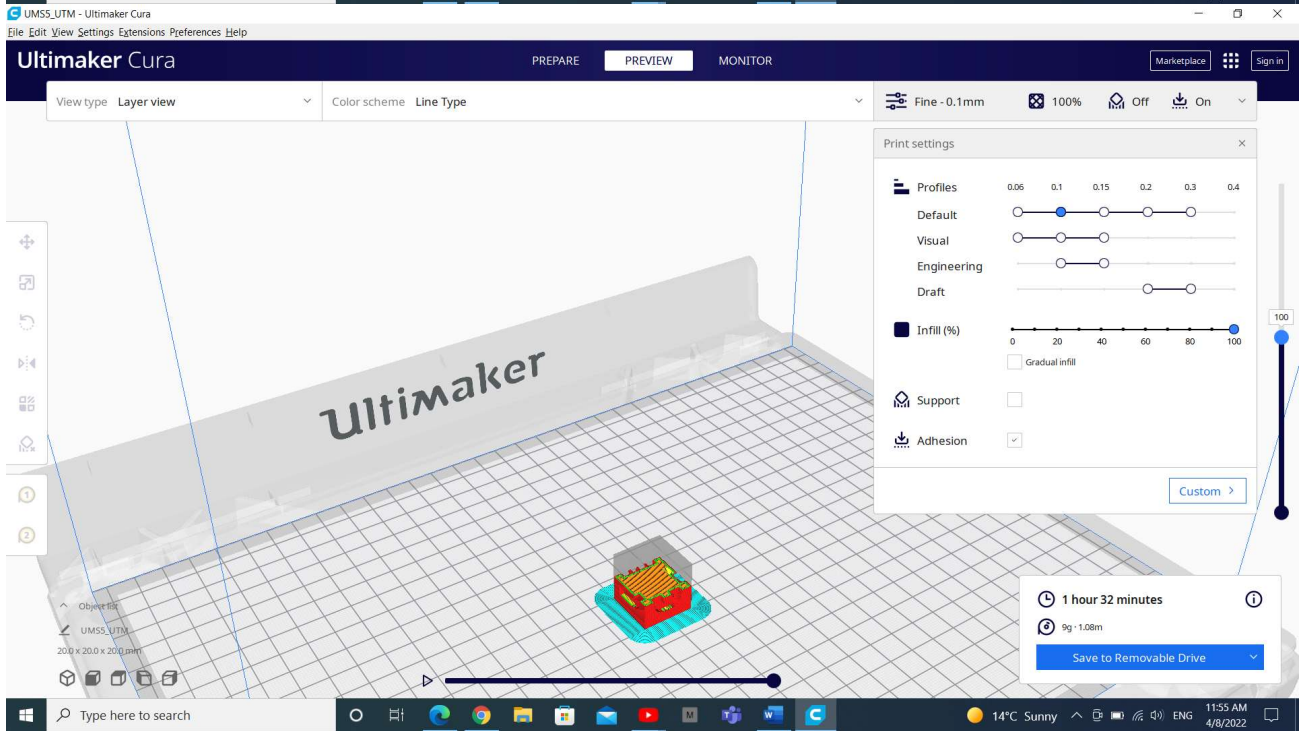 UMS5_UTM - Ultimaker Cura
File Edit View Settings Extensions Preferences Help
Ultimaker Cura
PREPARE PREVIEW MONITOR
Marketplace Sign in
View type Layer view
Color scheme Line Type
Fine - 0.1mm 100% Off On
Print settings
Profiles 0.06 0.1 0.15 0.2 0.3 0.4
Default
Visual
Engineering
Draft
Infill (%)
0 20 40 60 80 100
Gradual infill
Support
Adhesion
Custom
100
Ultimaker
1
2
Object list
UMS5_UTM
20.0 x 20.0 x 20.0 mm
1 hour 32 minutes
9g · 1.08m
Save to Removable Drive
Type here to search
14°C Sunny ENG 11:55 AM
4/8/2022